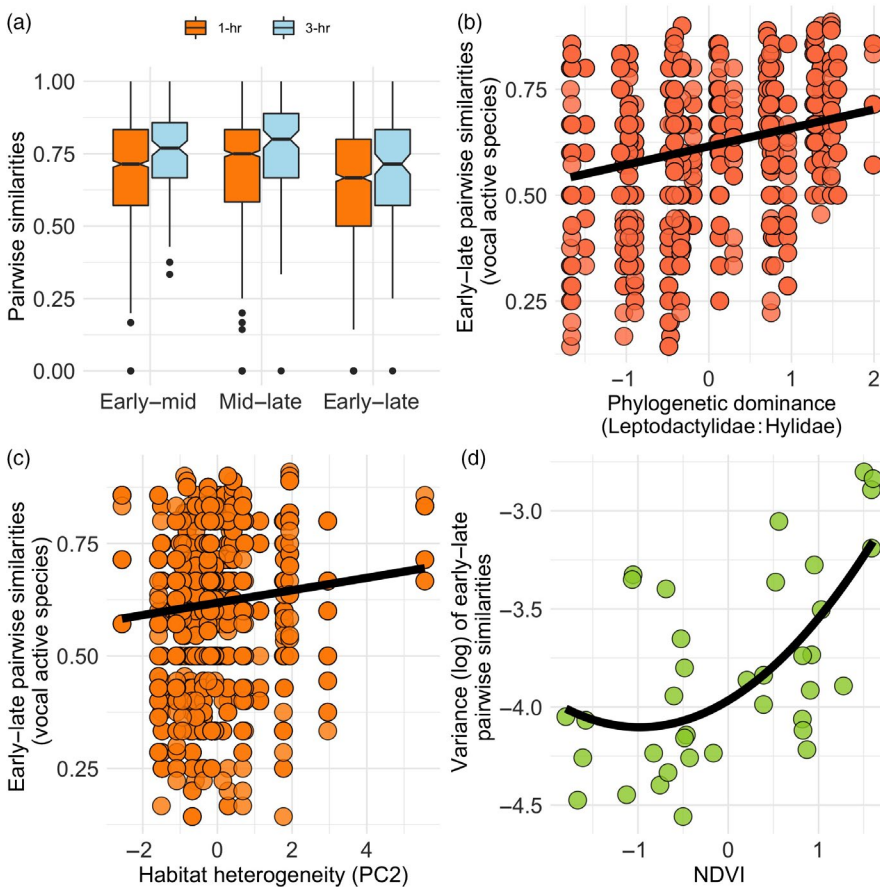 (a)
1-hr 3-hr
Pairwise similarities
1.00
0.75
0.50
0.25
0.00
Early–mid Mid–late Early–late
(b)
Early–late pairwise similarities
(vocal active species)
0.75
0.50
0.25
−1 0 1 2
Phylogenetic dominance
(Leptodactylidae:Hylidae)
(c)
Early–late pairwise similarities
(vocal active species)
0.75
0.50
0.25
−2 0 2 4
Habitat heterogeneity (PC2)
(d)
Variance (log) of early–late
pairwise similarities
−3.0
−3.5
−4.0
−4.5
−1 0 1
NDVI